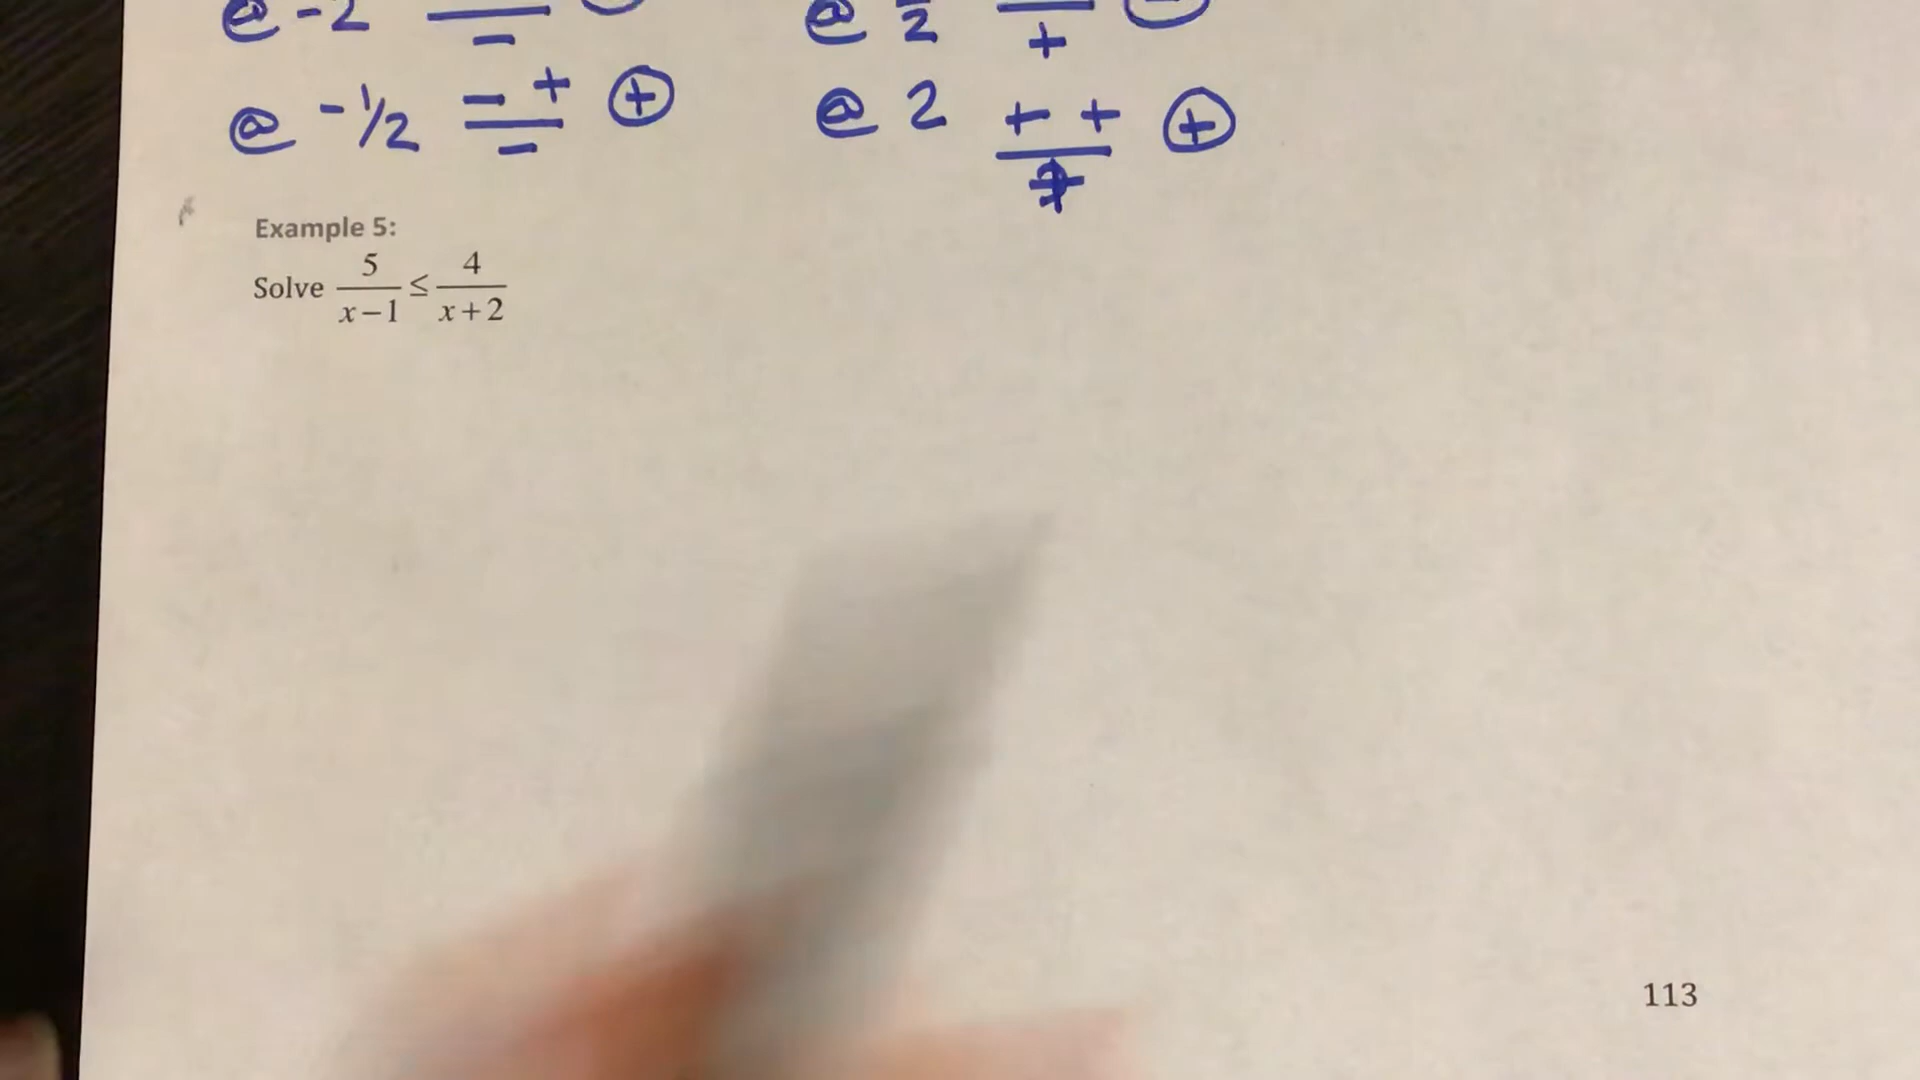 @ -2 — @ 2 +
@ -1/2 - + / - ⊕ @ 2 + + / + ⊕
Example 5:
Solve 5/(x-1) ≤ 4/(x+2)
113